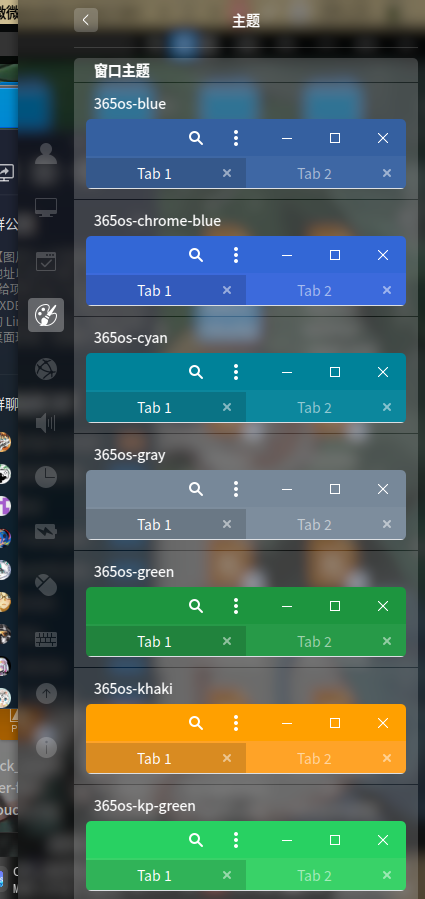 主题
窗口主题
365os-blue
Tab 1
Tab 2
365os-chrome-blue
Tab 1
Tab 2
365os-cyan
Tab 1
Tab 2
365os-gray
Tab 1
Tab 2
365os-green
Tab 1
Tab 2
365os-khaki
Tab 1
Tab 2
365os-kp-green
Tab 1
Tab 2